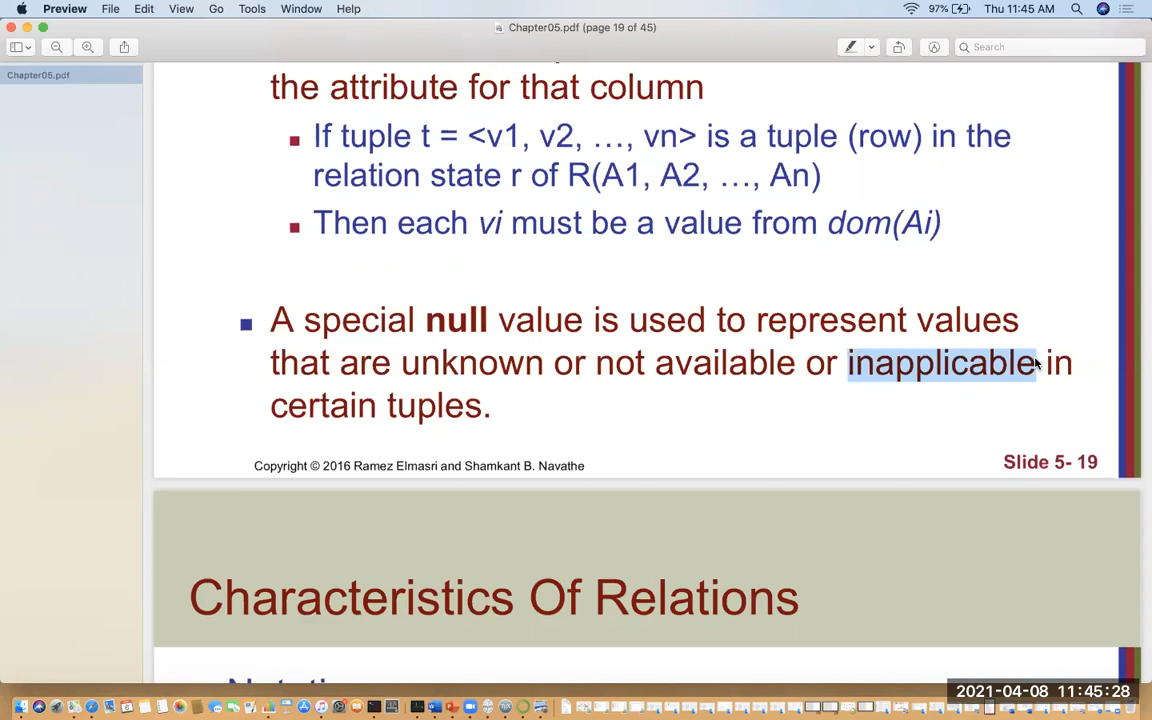 Preview File Edit View Go Tools Window Help 97% Thu 11:45 AM
Chapter05.pdf (page 19 of 45)
Search
Chapter05.pdf
the attribute for that column
If tuple t = <v1, v2, …, vn> is a tuple (row) in the
relation state r of R(A1, A2, …, An)
Then each vi must be a value from dom(Ai)
A special null value is used to represent values
that are unknown or not available or inapplicable in
certain tuples.
Copyright © 2016 Ramez Elmasri and Shamkant B. Navathe
Slide 5- 19
Characteristics Of Relations
2021-04-08 11:45:28